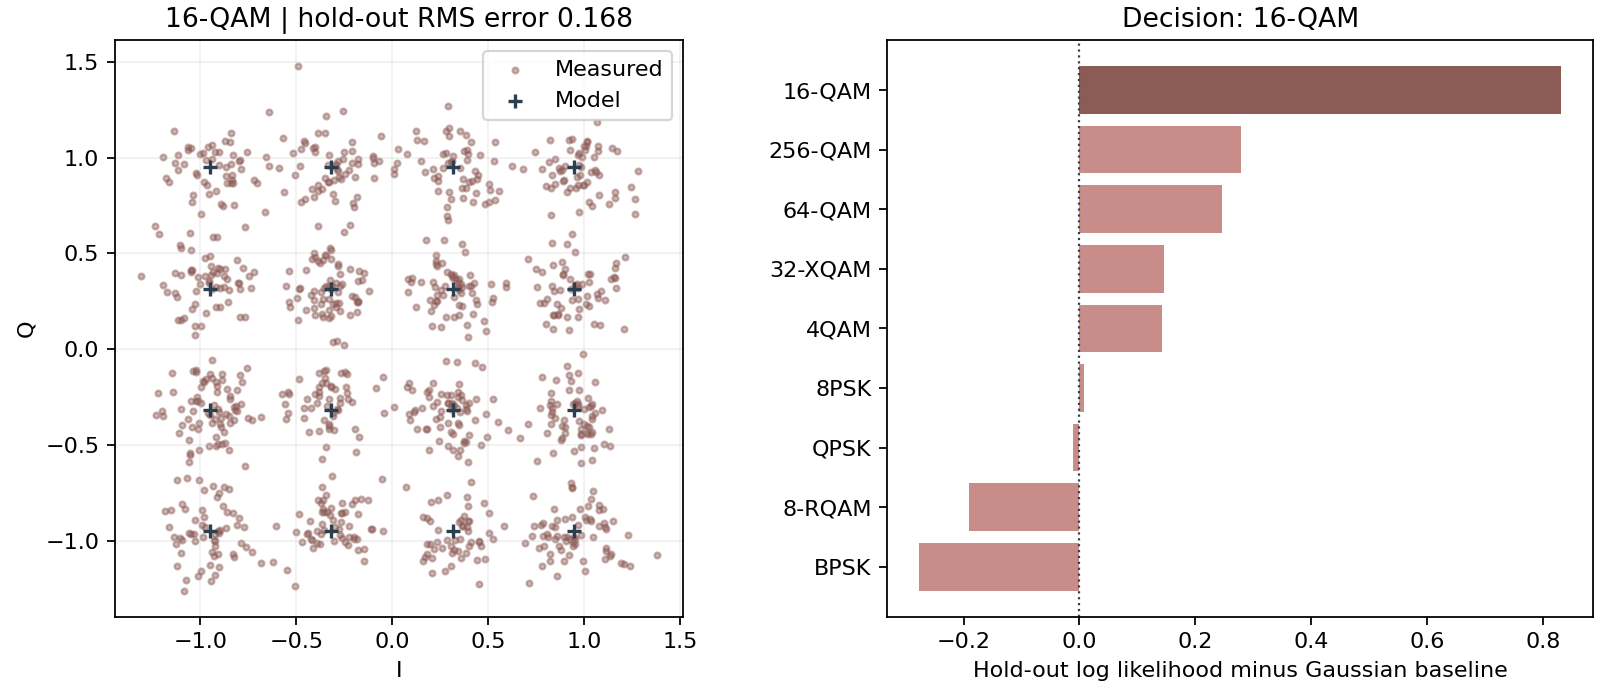 16-QAM | hold-out RMS error 0.168
Measured
Model
1.5
1.0
0.5
0.0
−0.5
−1.0
Q
−1.0
−0.5
0.0
0.5
1.0
1.5
I
Decision: 16-QAM
16-QAM
256-QAM
64-QAM
32-XQAM
4QAM
8PSK
QPSK
8-RQAM
BPSK
−0.2
0.0
0.2
0.4
0.6
0.8
Hold-out log likelihood minus Gaussian baseline